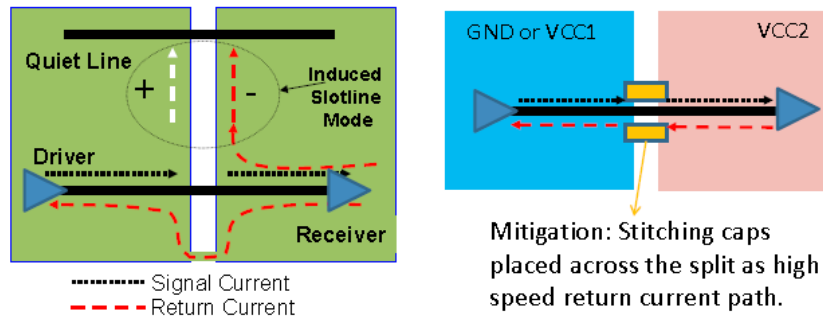 Quiet Line
+
-
Induced
Slotline
Mode
Driver
Receiver
Signal Current
Return Current
GND or VCC1
VCC2
Mitigation: Stitching caps
placed across the split as high
speed return current path.